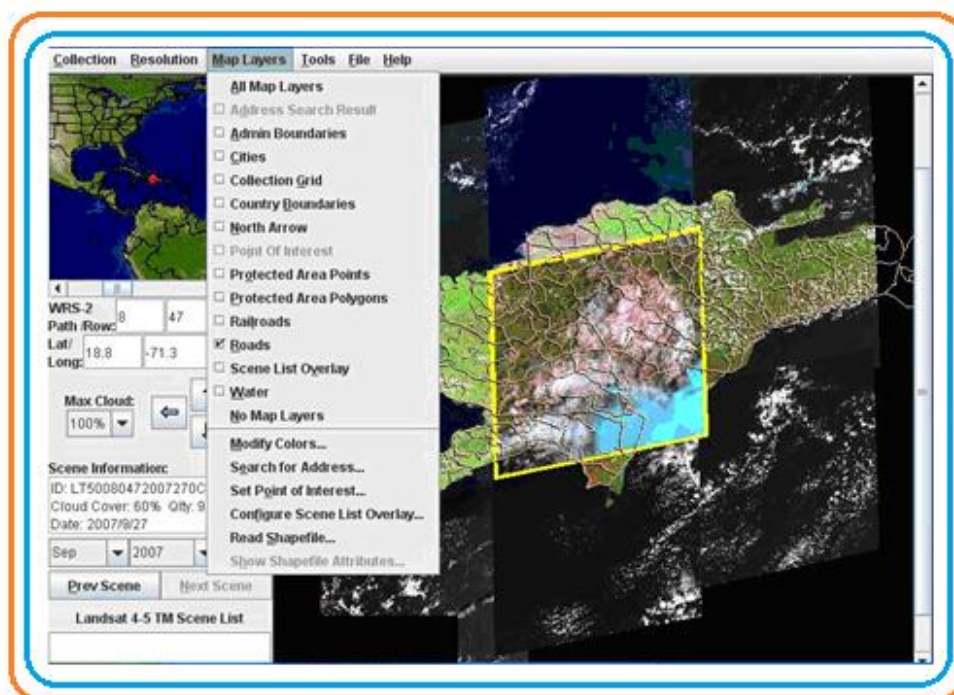 Collection Resolution Map Layers Tools File Help
All Map Layers
Address Search Result
Admin Boundaries
Cities
Collection Grid
Country Boundaries
North Arrow
Point Of Interest
Protected Area Points
Protected Area Polygons
Railroads
Roads
Scene List Overlay
Water
No Map Layers
Modify Colors...
Search for Address...
Set Point of Interest...
Configure Scene List Overlay...
Read Shapefile...
Show Shapefile Attributes...
WRS-2
Path /Row: 8 47
Lat/
Long: 18.8 -71.3
Max Cloud:
100%
Scene Information:
ID: LT50080472007270C
Cloud Cover: 60% Qlty: 9
Date: 2007/9/27
Sep 2007
Prev Scene Next Scene
Landsat 4-5 TM Scene List